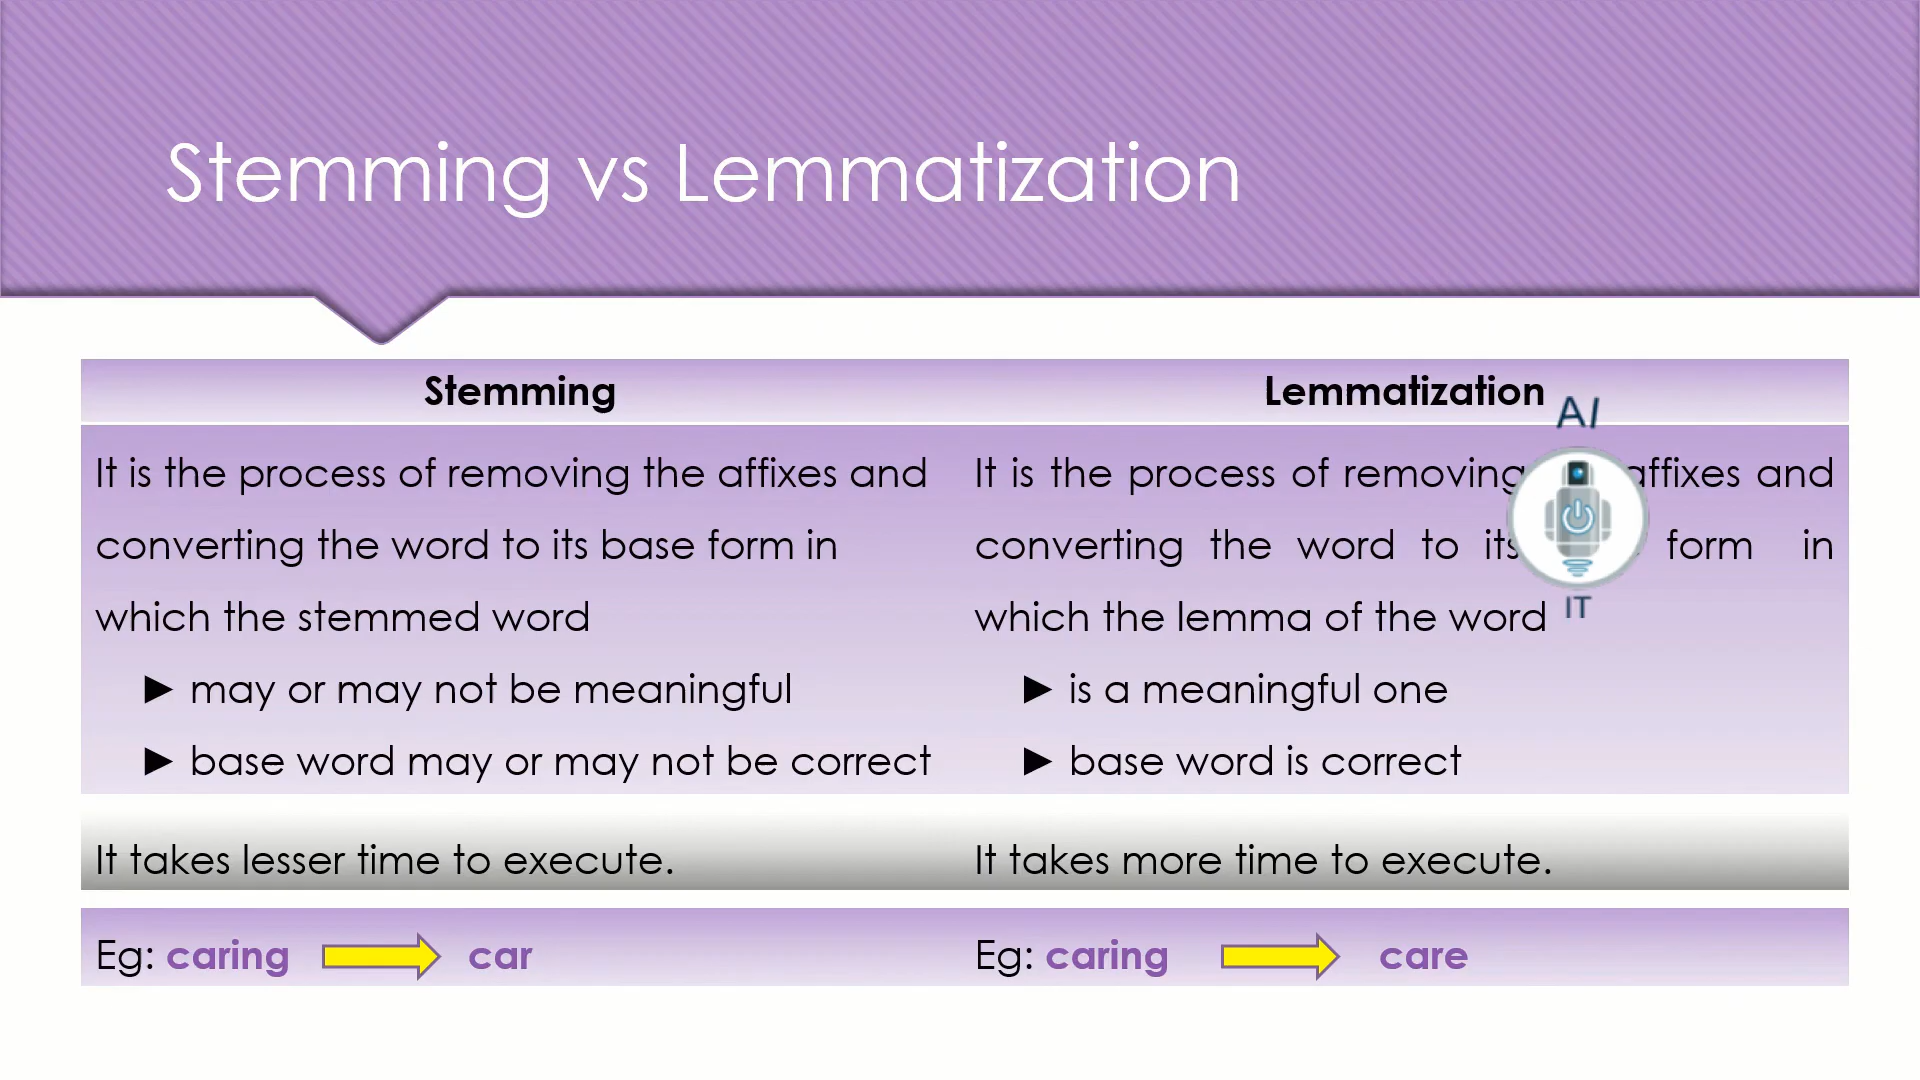 Stemming vs Lemmatization
Stemming
Lemmatization
It is the process of removing the affixes and
converting the word to its base form in
which the stemmed word
► may or may not be meaningful
► base word may or may not be correct
It is the process of removing affixes and
converting the word to its form in
which the lemma of the word
► is a meaningful one
► base word is correct
AI
IT
It takes lesser time to execute.
It takes more time to execute.
Eg: caring car
Eg: caring care